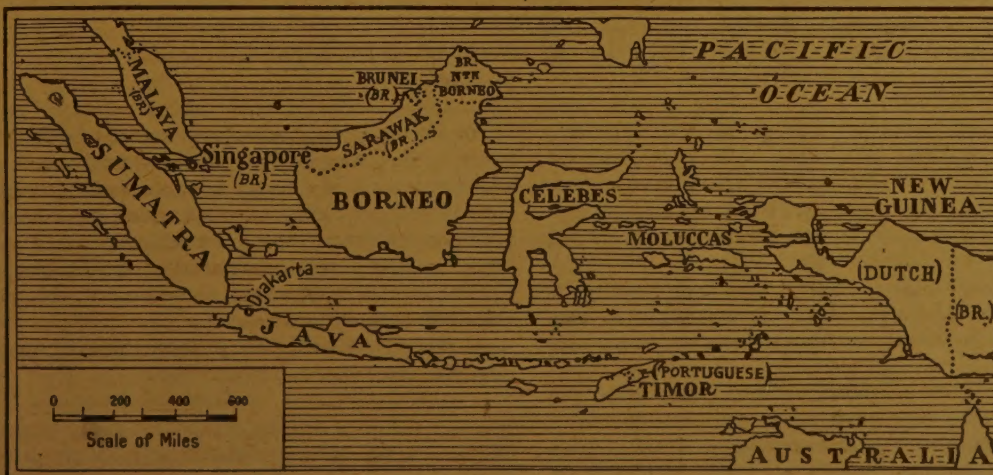 PACIFIC
OCEAN
MALAYA
(BR)
BRUNEI
(BR)
BR.
NTH
BORNEO
SARAWAK
(BR)
Singapore
(BR)
SUMATRA
BORNEO
CELEBES
NEW
GUINEA
MOLUCCAS
(DUTCH)
(BR.)
Djakarta
JAVA
(PORTUGUESE)
TIMOR
0 200 400 600
Scale of Miles
AUSTRALIA